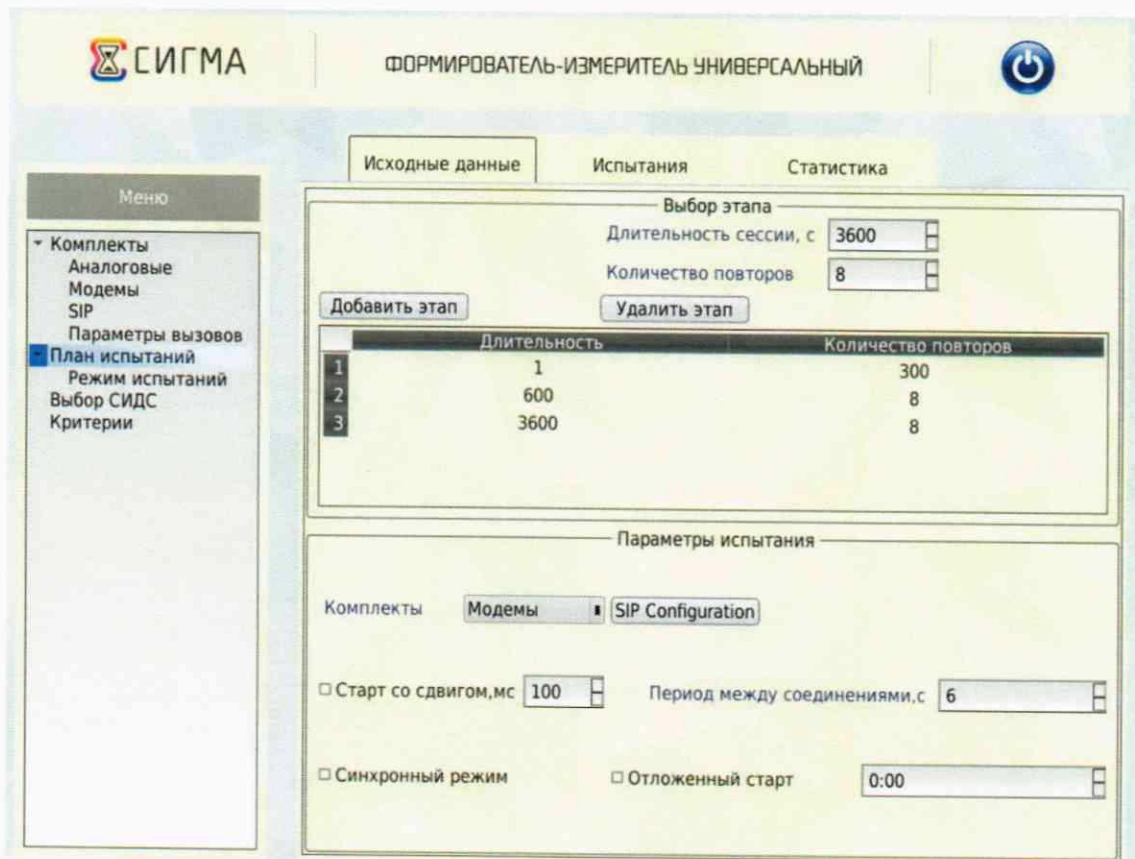 СИГМА
ФОРМИРОВАТЕЛЬ-ИЗМЕРИТЕЛЬ УНИВЕРСАЛЬНЫЙ
Меню
Комплекты
Аналоговые
Модемы
SIP
Параметры вызовов
План испытаний
Режим испытаний
Выбор СИДС
Критерии
Исходные данные Испытания Статистика
Выбор этапа
Длительность сессии, с 3600
Количество повторов 8
Добавить этап Удалить этап
Длительность Количество повторов
1 1 300
2 600 8
3 3600 8
Параметры испытания
Комплекты Модемы SIP Configuration
Старт со сдвигом,мс 100 Период между соединениями,с 6
Синхронный режим Отложенный старт 0:00